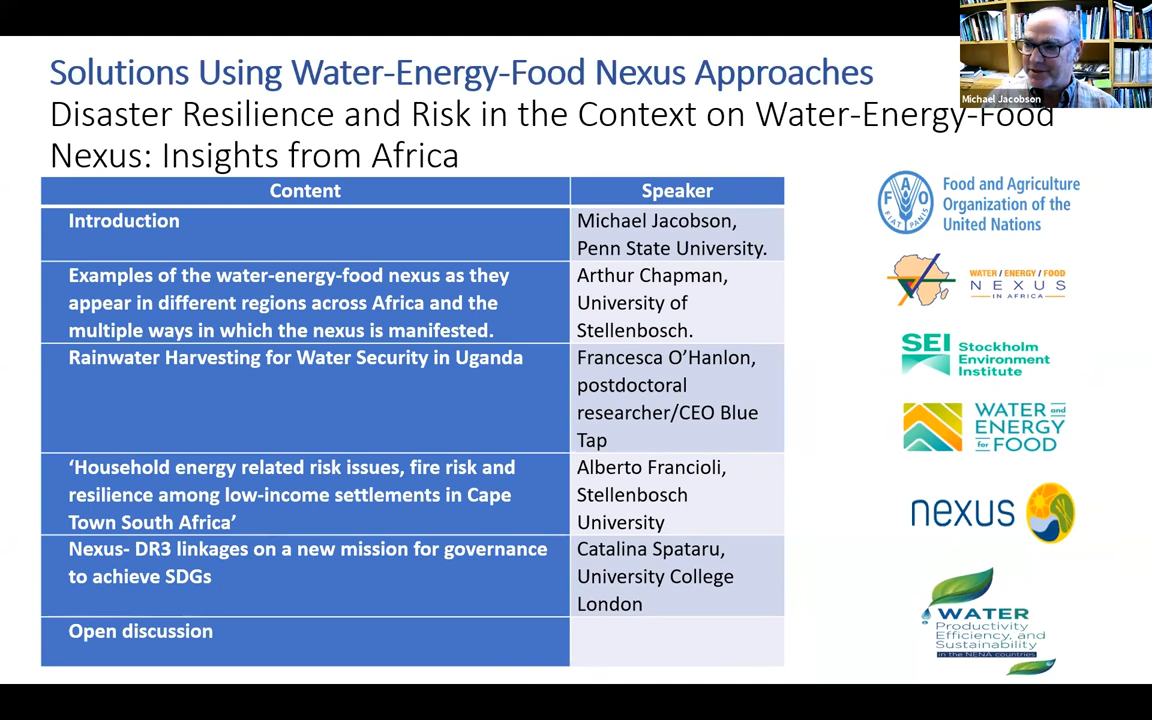 Solutions Using Water-Energy-Food Nexus Approaches
Disaster Resilience and Risk in the Context on Water-Energy-Food
Nexus: Insights from Africa
Michael Jacobson
Content
Speaker
Introduction
Michael Jacobson,
Penn State University.
Examples of the water-energy-food nexus as they
appear in different regions across Africa and the
multiple ways in which the nexus is manifested.
Arthur Chapman,
University of
Stellenbosch.
Rainwater Harvesting for Water Security in Uganda
Francesca O’Hanlon,
postdoctoral
researcher/CEO Blue
Tap
‘Household energy related risk issues, fire risk and
resilience among low-income settlements in Cape
Town South Africa’
Alberto Francioli,
Stellenbosch
University
Nexus- DR3 linkages on a new mission for governance
to achieve SDGs
Catalina Spataru,
University College
London
Open discussion
F A O
FIAT PANIS
Food and Agriculture
Organization of the
United Nations
WATER / ENERGY / FOOD
NEXUS
IN AFRICA
SEI Stockholm
Environment
Institute
WATER and
ENERGY
for FOOD
nexus
WATER
Productivity
Efficiency, and
Sustainability
in the NENA countries